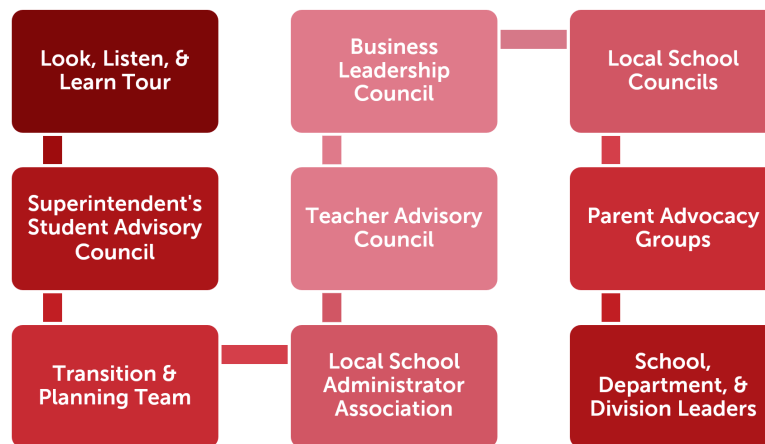 Look, Listen, &
Learn Tour
Superintendent's
Student Advisory
Council
Transition &
Planning Team
Local School
Administrator
Association
Teacher Advisory
Council
Business
Leadership
Council
Local School
Councils
Parent Advocacy
Groups
School,
Department, &
Division Leaders